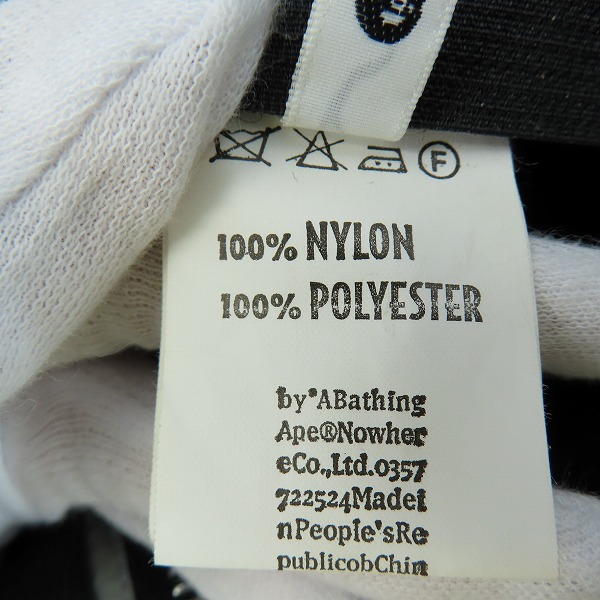 F
100% NYLON
100% POLYESTER
by*ABathing
Ape®Nowher
eCo.,Ltd.0357
722524Madei
nPeople'sRe
publicobChin